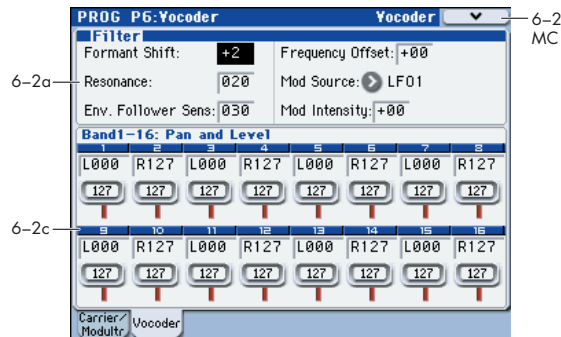 PROG P6:Vocoder Vocoder
6–2
MC
Filter
Formant Shift: +2 Frequency Offset: +00
6–2a
Resonance: 020 Mod Source: LFO1
Env. Follower Sens: 030 Mod Intensity: +00
Band1-16: Pan and Level
1 2 3 4 5 6 7 8
L000 R127 L000 R127 L000 R127 L000 R127
127 127 127 127 127 127 127 127
6–2c
9 10 11 12 13 14 15 16
L000 R127 L000 R127 L000 R127 L000 R127
127 127 127 127 127 127 127 127
Carrier/
Modultr. Vocoder